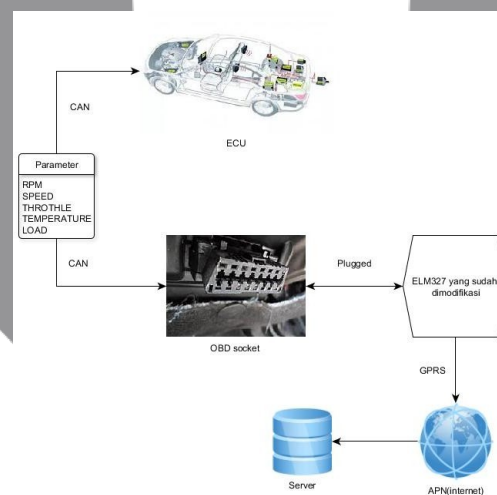 CAN
ECU
Parameter
RPM
SPEED
THROTHLE
TEMPERATURE
LOAD
CAN
OBD socket
Plugged
ELM327 yang sudah
dimodifikasi
GPRS
Server
APN(internet)